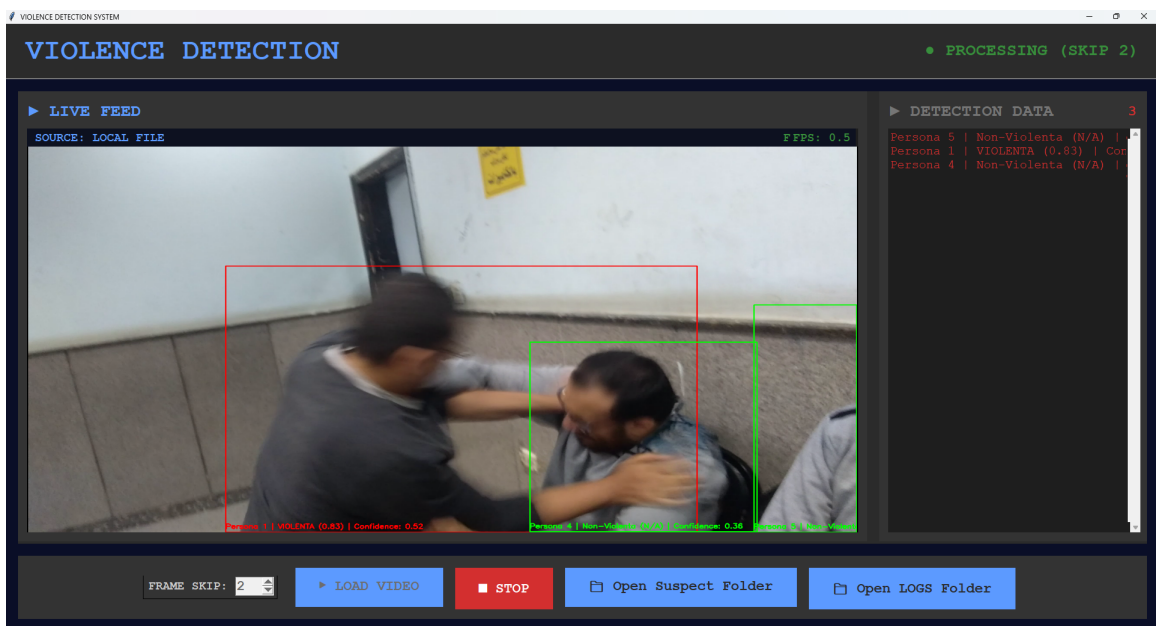 VIOLENCE DETECTION SYSTEM
VIOLENCE DETECTION
● PROCESSING (SKIP 2)
▶ LIVE FEED
SOURCE: LOCAL FILE
FFPS: 0.5
Persona 1 | VIOLENTA (0.83) | Confidence: 0.52
Persona 4 | Non-Violenta (N/A) | Confidence: 0.36
▶ DETECTION DATA
3
Persona 5 | Non-Violenta (N/A) |
Persona 1 | VIOLENTA (0.83) | Con
Persona 4 | Non-Violenta (N/A) |
FRAME SKIP: 2
▶ LOAD VIDEO
■ STOP
Open Suspect Folder
Open LOGS Folder